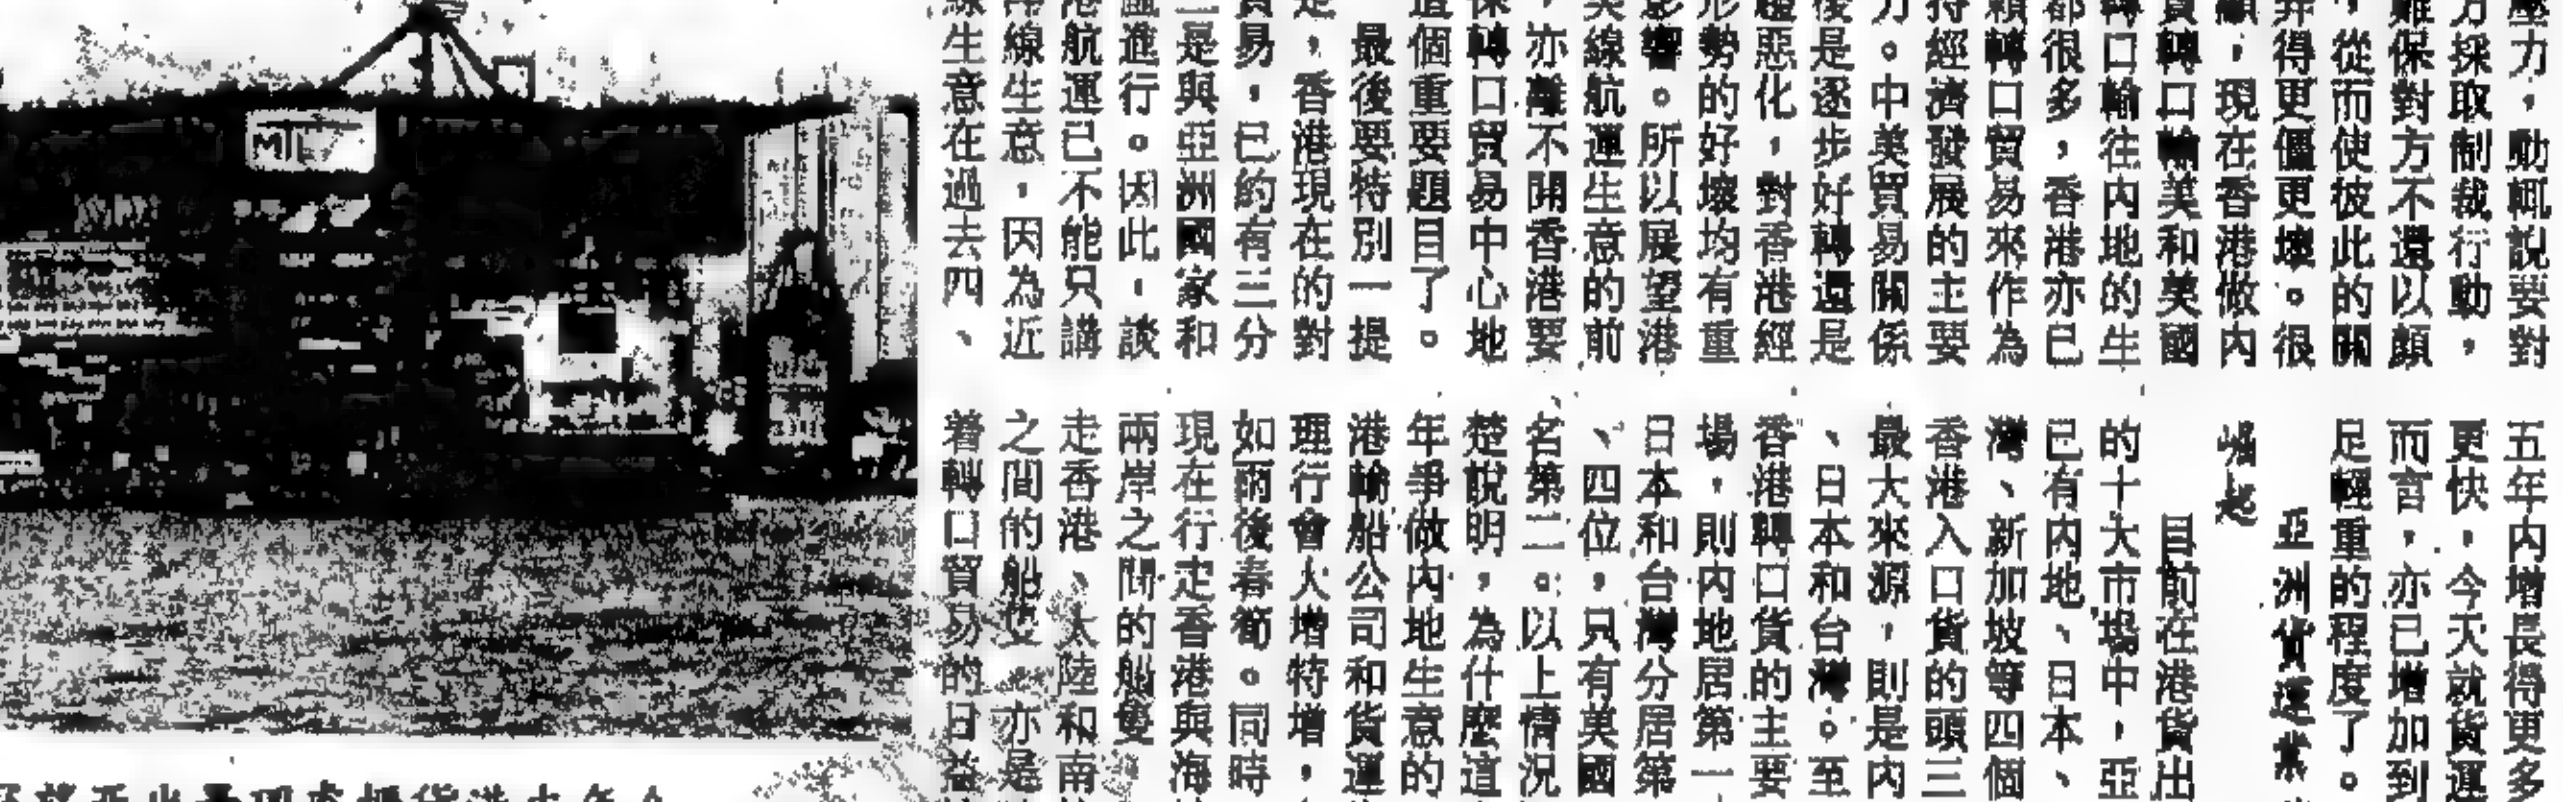 壓力，動輒說要對
方採取制裁行動，
難保對方不還以顏
，從而使彼此的關
弄得更僵更壞。很
顯，現在香港做內
貨轉口輸美和美國
轉口輸往內地的生
都很多，香港亦已
賴轉口貿易來作為
持經濟發展的主要
力。中美貿易關係
後是逐步好轉還是
趨惡化，對香港經
形勢的好壞均有重
影響。所以展望港
美線航運生意的前
，亦離不開香港要
保轉口貿易中心地
這個重要題目了。
最後要特別一提
是，香港現在的對
貿易，已約有三分
是與亞洲國家和
區進行。因此，談
港航運已不能只講
線生意，因為近
線生意在過去四、
五年內增長得更多
更快，今天就貨運
而言，亦已增加到
足輕重的程度了。
亞洲貨運業
崛起
目前在港貨出
的十大市場中，亞
已有內地、日本、
灣、新加坡等四個
香港入口貨的頭三
最大來源，則是內
、日本和台灣。至
香港轉口貨的主要
場，則內地居第一
日本和台灣分居第
、四位，只有美國
名第二。以上情況
楚說明，為什麼這
年爭做內地生意的
港輪船公司和貨運
理行會大增特增，
如雨後春筍。同時
現在行走香港與海
兩岸之間的船隻
走香港、大陸和南
之間的船隻，亦是
着轉口貿易的日益